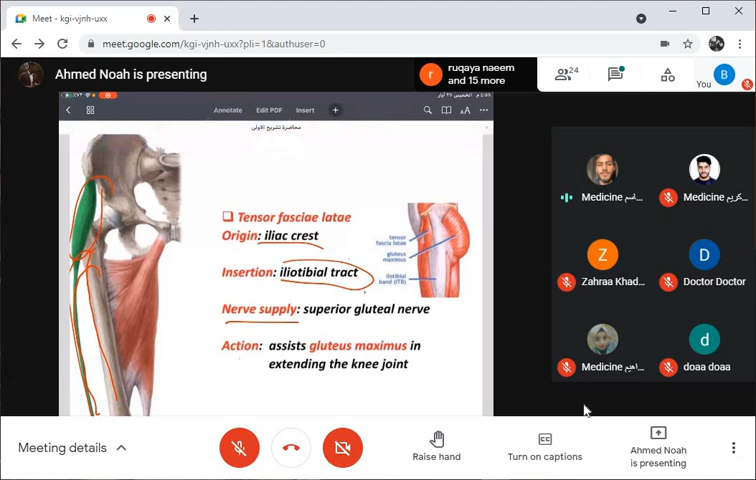 Meet - kgi-vjnh-uxx
meet.google.com/kgi-vjnh-uxx?pli=1&authuser=0
Ahmed Noah is presenting
r
ruqaya naeem
and 15 more
24
B
You
Annotate
Edit PDF
Insert
محاضرة تشريح الاولى
Tensor fasciae latae
Origin: iliac crest
Insertion: iliotibial tract
Nerve supply: superior gluteal nerve
Action: assists gluteus maximus in
extending the knee joint
tensor
fascia latae
gluteus
maximus
iliotibial
band (ITB)
Medicine ...
Medicine ...
Z
Zahraa Khad...
D
Doctor Doctor
Medicine ...
d
doaa doaa
Meeting details
Raise hand
Turn on captions
Ahmed Noah
is presenting